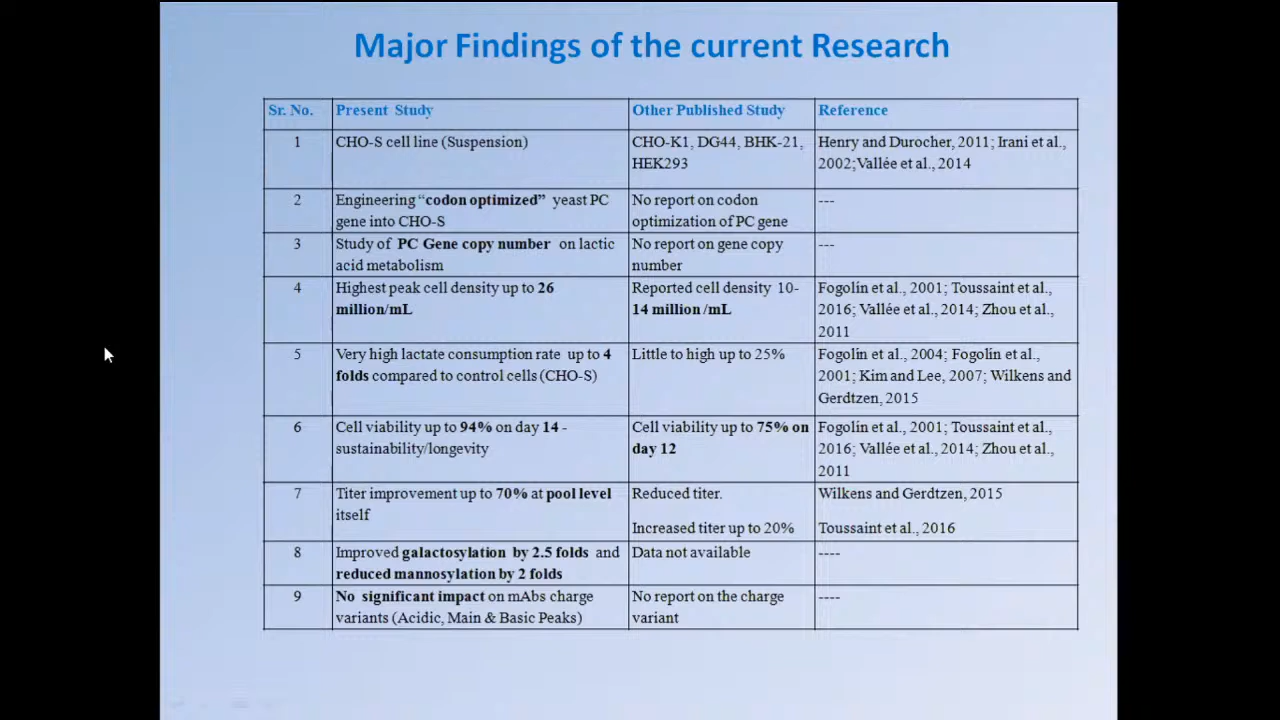 Major Findings of the current Research
Sr. No. Present Study Other Published Study Reference
1 CHO-S cell line (Suspension) CHO-K1, DG44, BHK-21, Henry and Durocher, 2011; Irani et al.,
HEK293 2002;Vallée et al., 2014
2 Engineering “codon optimized” yeast PC No report on codon ---
gene into CHO-S optimization of PC gene
3 Study of PC Gene copy number on lactic No report on gene copy ---
acid metabolism number
4 Highest peak cell density up to 26 Reported cell density 10- Fogolín et al., 2001; Toussaint et al.,
million/mL 14 million /mL 2016; Vallée et al., 2014; Zhou et al.,
2011
5 Very high lactate consumption rate up to 4 Little to high up to 25% Fogolín et al., 2004; Fogolín et al.,
folds compared to control cells (CHO-S) 2001; Kim and Lee, 2007; Wilkens and
Gerdtzen, 2015
6 Cell viability up to 94% on day 14 - Cell viability up to 75% on Fogolín et al., 2001; Toussaint et al.,
sustainability/longevity day 12 2016; Vallée et al., 2014; Zhou et al.,
2011
7 Titer improvement up to 70% at pool level Reduced titer. Wilkens and Gerdtzen, 2015
itself
Increased titer up to 20% Toussaint et al., 2016
8 Improved galactosylation by 2.5 folds and Data not available ----
reduced mannosylation by 2 folds
9 No significant impact on mAbs charge No report on the charge ----
variants (Acidic, Main & Basic Peaks) variant